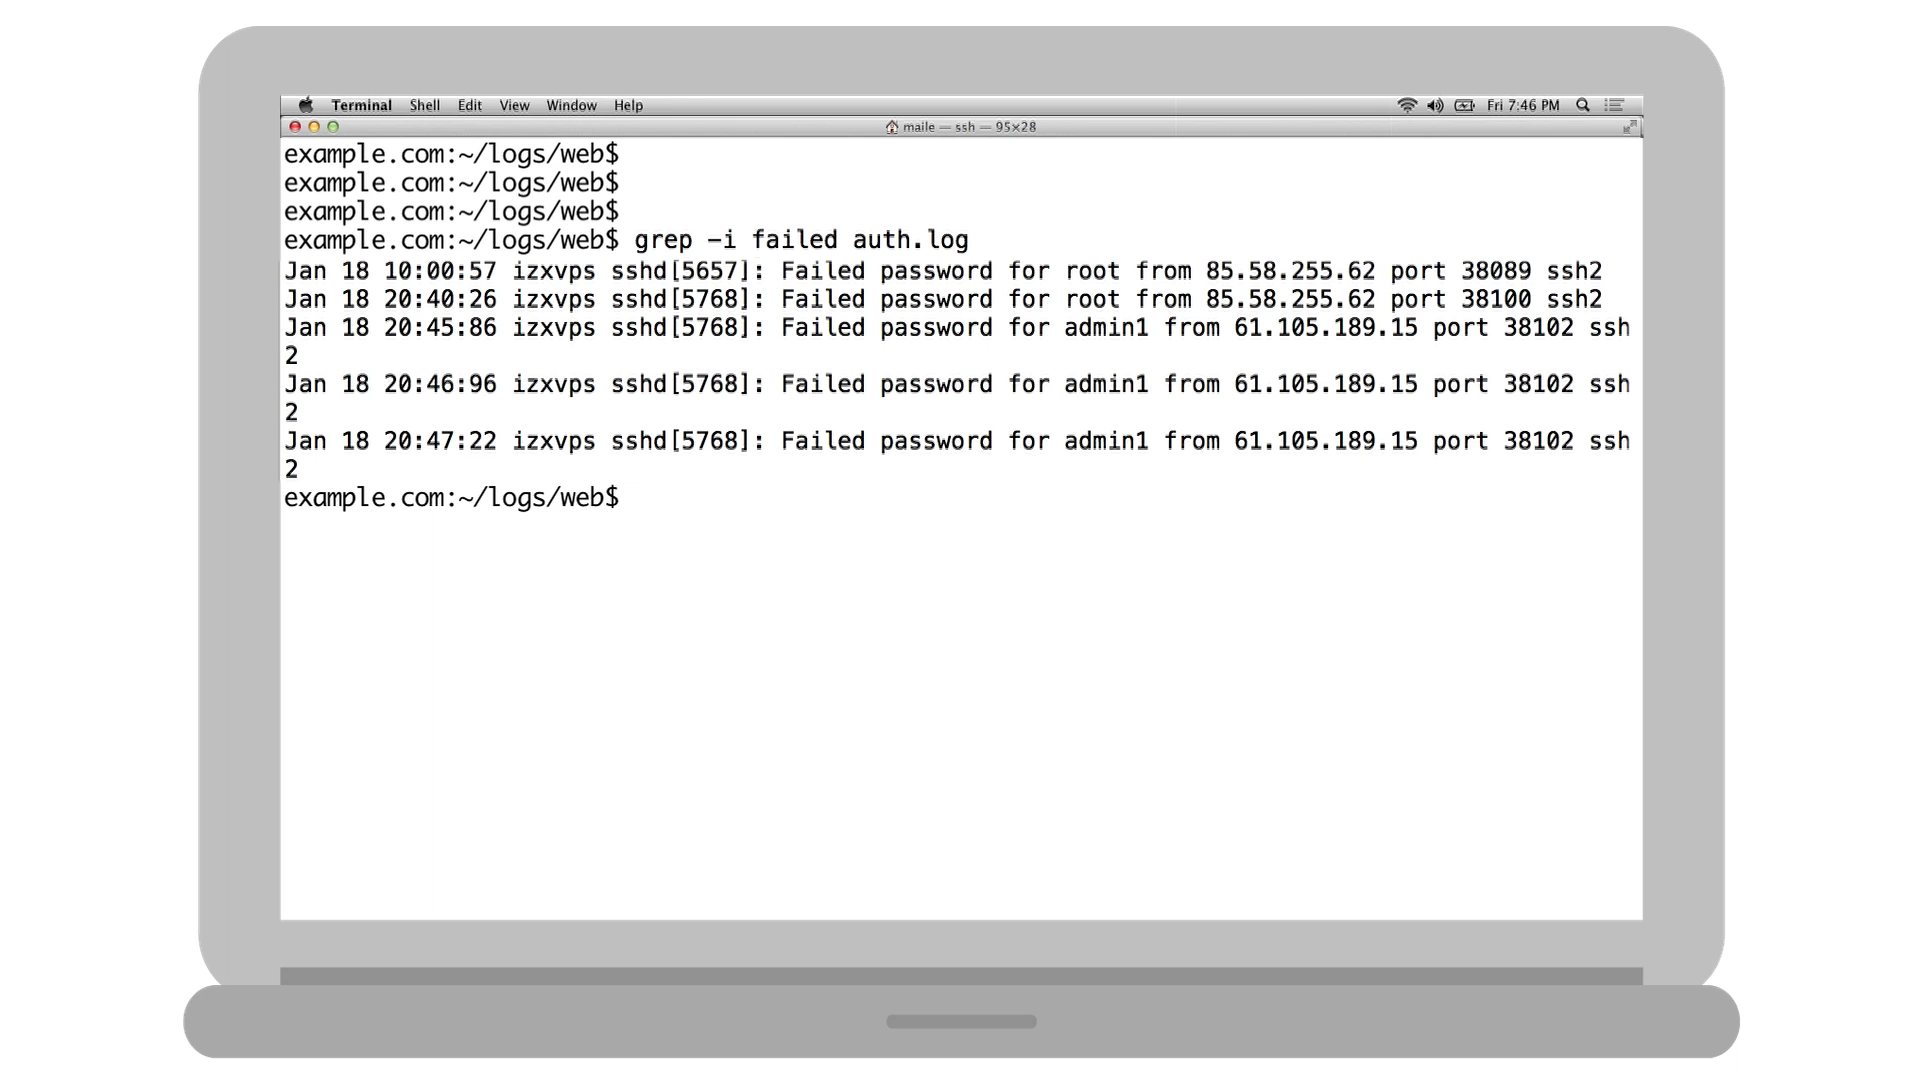 Terminal Shell Edit View Window Help Fri 7:46 PM
maile — ssh — 95×28
example.com:~/logs/web$
example.com:~/logs/web$
example.com:~/logs/web$
example.com:~/logs/web$ grep -i failed auth.log
Jan 18 10:00:57 izxvps sshd[5657]: Failed password for root from 85.58.255.62 port 38089 ssh2
Jan 18 20:40:26 izxvps sshd[5768]: Failed password for root from 85.58.255.62 port 38100 ssh2
Jan 18 20:45:86 izxvps sshd[5768]: Failed password for admin1 from 61.105.189.15 port 38102 ssh
2
Jan 18 20:46:96 izxvps sshd[5768]: Failed password for admin1 from 61.105.189.15 port 38102 ssh
2
Jan 18 20:47:22 izxvps sshd[5768]: Failed password for admin1 from 61.105.189.15 port 38102 ssh
2
example.com:~/logs/web$